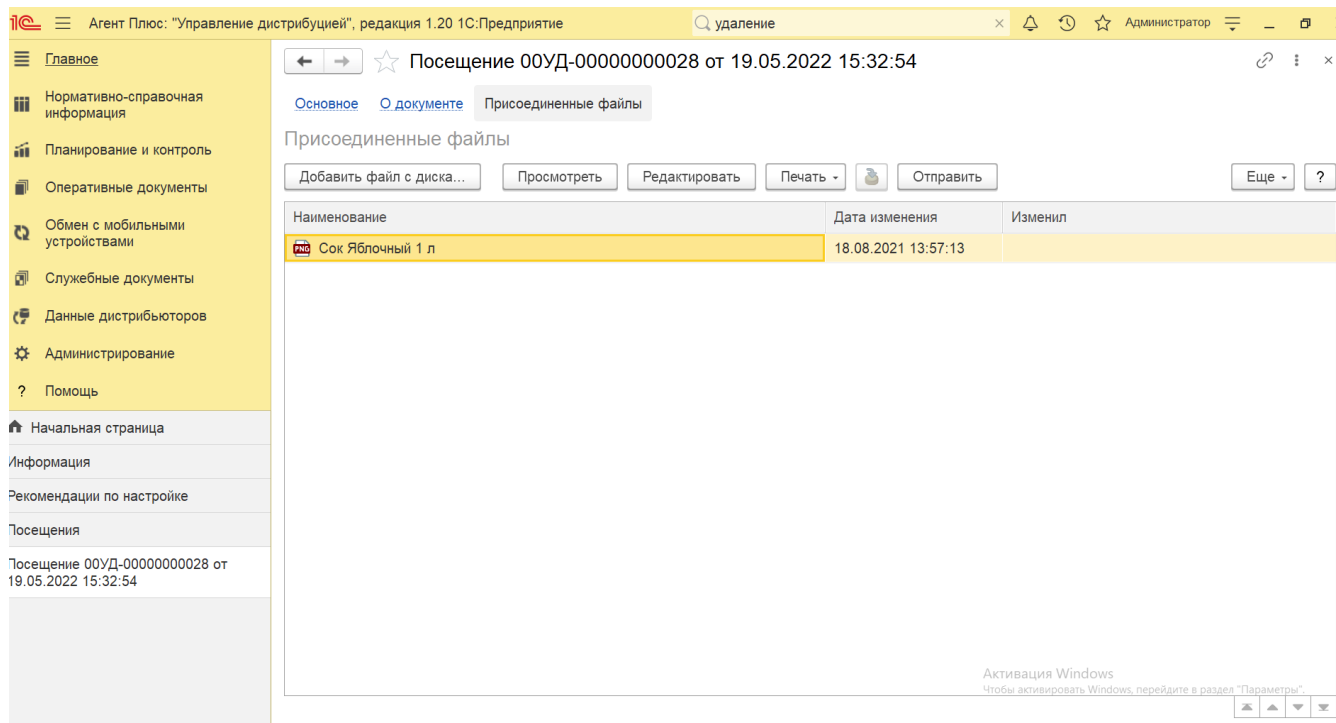 1С Агент Плюс: "Управление дистрибуцией", редакция 1.20 1С:Предприятие
удаление
Администратор
Главное
Нормативно-справочная
информация
Планирование и контроль
Оперативные документы
Обмен с мобильными
устройствами
Служебные документы
Данные дистрибьюторов
Администрирование
? Помощь
Начальная страница
Информация
Рекомендации по настройке
Посещения
Посещение 00УД-00000000028 от
19.05.2022 15:32:54
Посещение 00УД-00000000028 от 19.05.2022 15:32:54
Основное О документе Присоединенные файлы
Присоединенные файлы
Добавить файл с диска... Просмотреть Редактировать Печать Отправить Еще ?
Наименование Дата изменения Изменил
PNG Сок Яблочный 1 л 18.08.2021 13:57:13
Активация Windows
Чтобы активировать Windows, перейдите в раздел "Параметры".